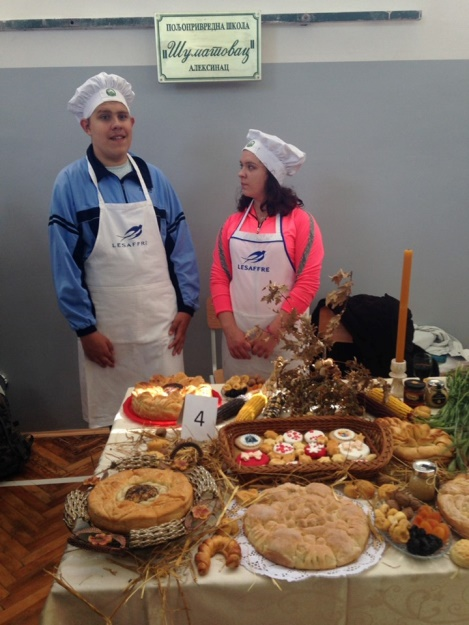 ПОЉОПРИВРЕДНА ШКОЛА
"Шуматовац"
АЛЕКСИНАЦ
LESAFFRE
LESAFFRE
4